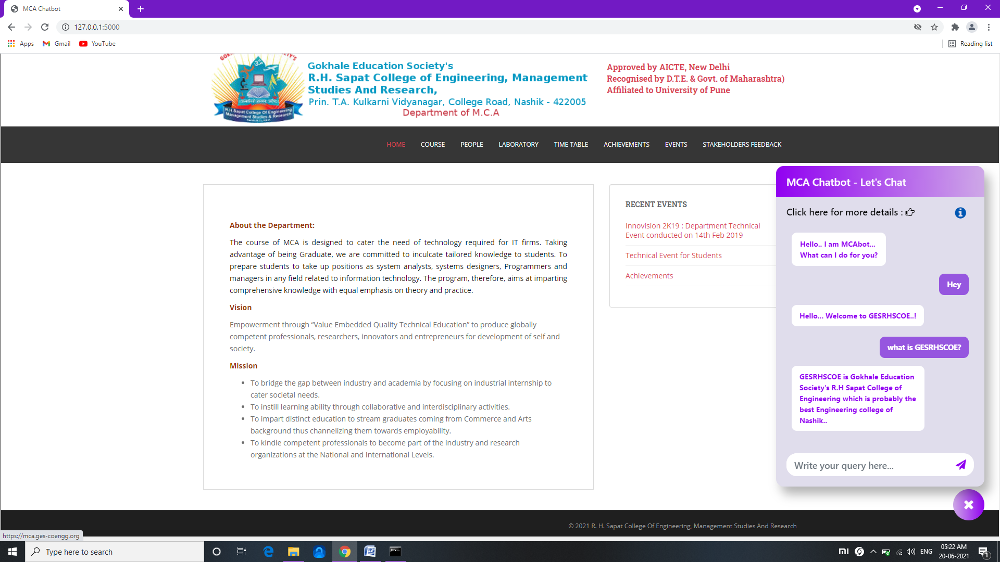 MCA Chatbot
127.0.0.1:5000
Apps
Gmail
YouTube
Reading list
Gokhale Education Society's
R.H. Sapat College of Engineering, Management
Studies And Research,
Prin. T.A. Kulkarni Vidyanagar, College Road, Nashik - 422005
Department of M.C.A
R.H.Sapat College Of Engineering
Management Studies & Research
Approved by AICTE, New Delhi
Recognised by D.T.E. & Govt. of Maharashtra)
Affiliated to University of Pune
HOME COURSE PEOPLE LABORATORY TIME TABLE ACHIEVEMENTS EVENTS STAKEHOLDERS FEEDBACK
About the Department:
The course of MCA is designed to cater the need of technology required for IT firms. Taking
advantage of being Graduate, we are committed to inculcate tailored knowledge to students. To
prepare students to take up positions as system analysts, systems designers, Programmers and
managers in any field related to information technology. The program, therefore, aims at imparting
comprehensive knowledge with equal emphasis on theory and practice.
Vision
Empowerment through “Value Embedded Quality Technical Education” to produce globally
competent professionals, researchers, innovators and entrepreneurs for development of self and
society.
Mission
• To bridge the gap between industry and academia by focusing on industrial internship to
cater societal needs.
• To instill learning ability through collaborative and interdisciplinary activities.
• To impart distinct education to stream graduates coming from Commerce and Arts
background thus channelizing them towards employability.
• To kindle competent professionals to become part of the industry and research
organizations at the National and International Levels.
RECENT EVENTS
Innovision 2K19 : Department Technical
Event conducted on 14th Feb 2019
Technical Event for Students
Achievements
MCA Chatbot - Let's Chat
Click here for more details :
Hello.. I am MCAbot...
What can I do for you?
Hey
Hello... Welcome to GESRHSCOE..!
what is GESRHSCOE?
GESRHSCOE is Gokhale Education
Society's R.H Sapat College of
Engineering which is probably the
best Engineering college of
Nashik..
Write your query here...
© 2021 R. H. Sapat College Of Engineering, Management Studies And Research
https://mca.ges-coengg.org
Type here to search
ENG
05:22 AM
20-06-2021
1